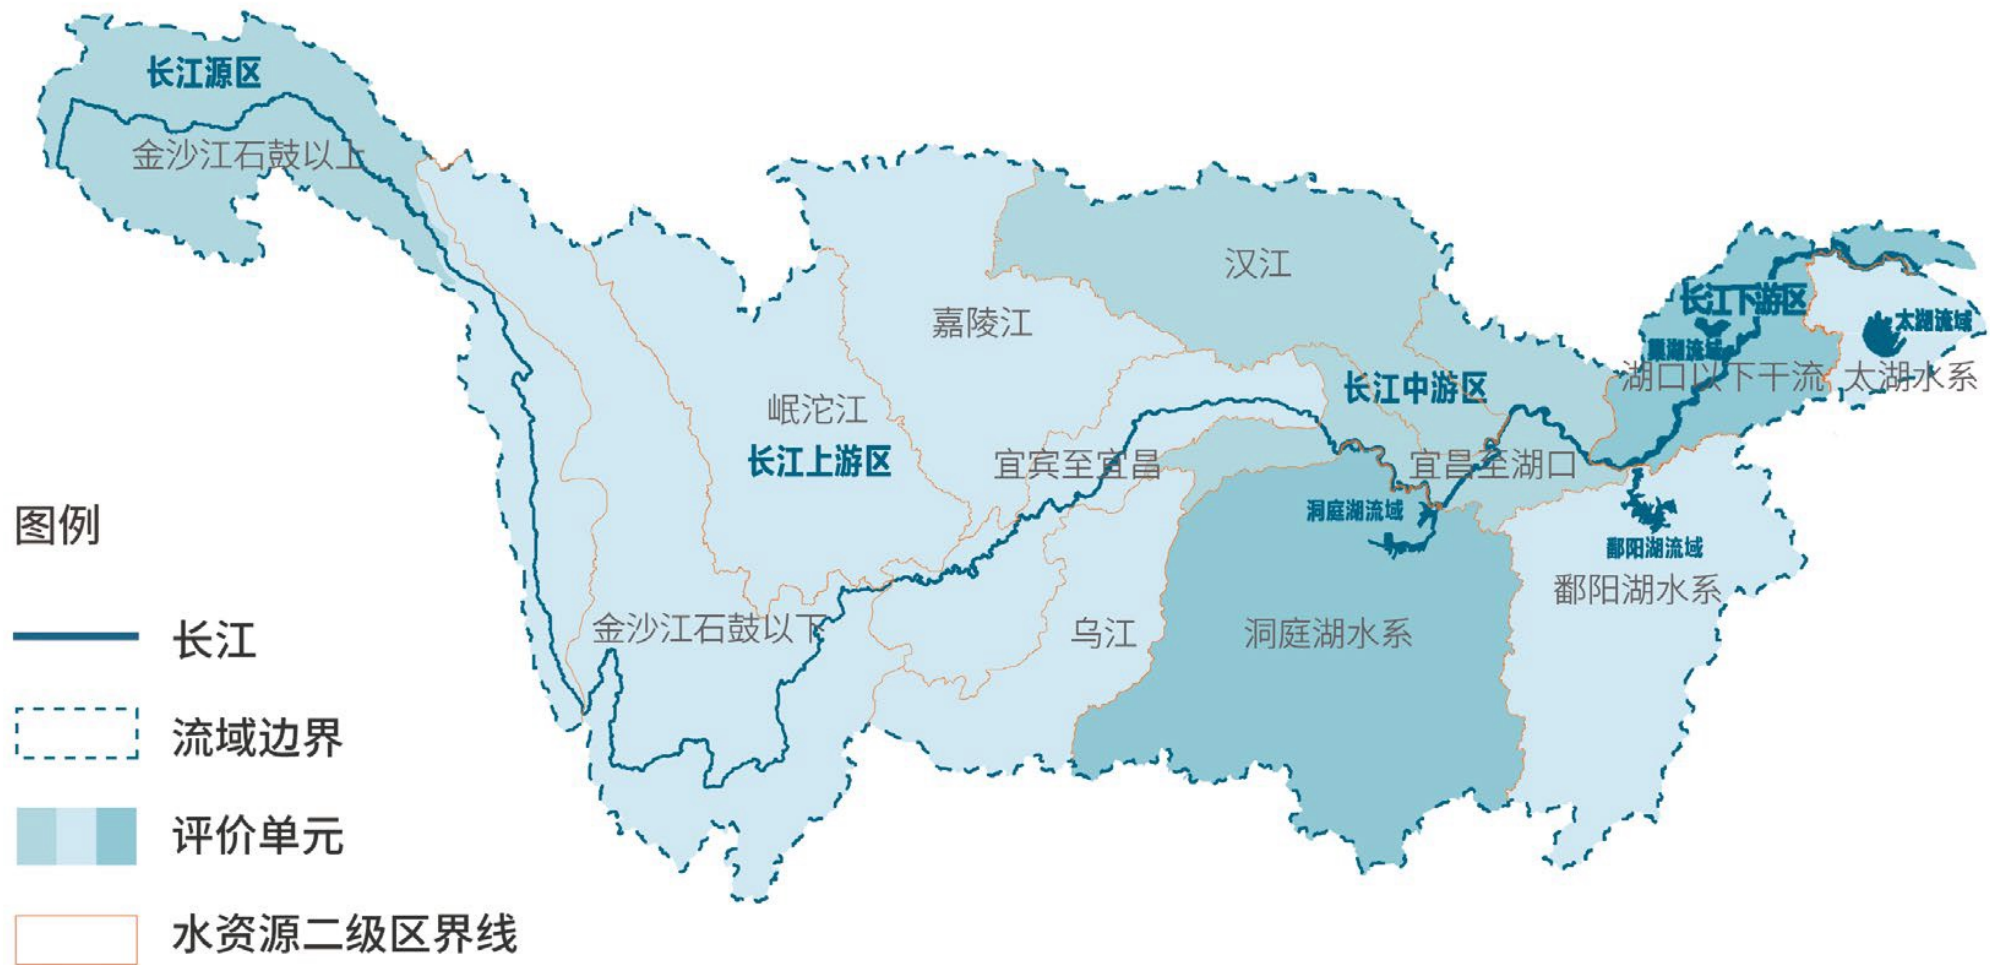 长江源区
金沙江石鼓以上
汉江
嘉陵江
长江下游区
太湖流域
巢湖流域
湖口以下干流
太湖水系
长江中游区
岷沱江
长江上游区
宜宾至宜昌
宜昌至湖口
洞庭湖流域
鄱阳湖流域
鄱阳湖水系
金沙江石鼓以下
乌江
洞庭湖水系
图例
长江
流域边界
评价单元
水资源二级区界线